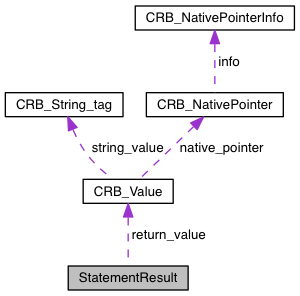 CRB_NativePointerInfo
info
CRB_String_tag
CRB_NativePointer
string_value
native_pointer
CRB_Value
return_value
StatementResult